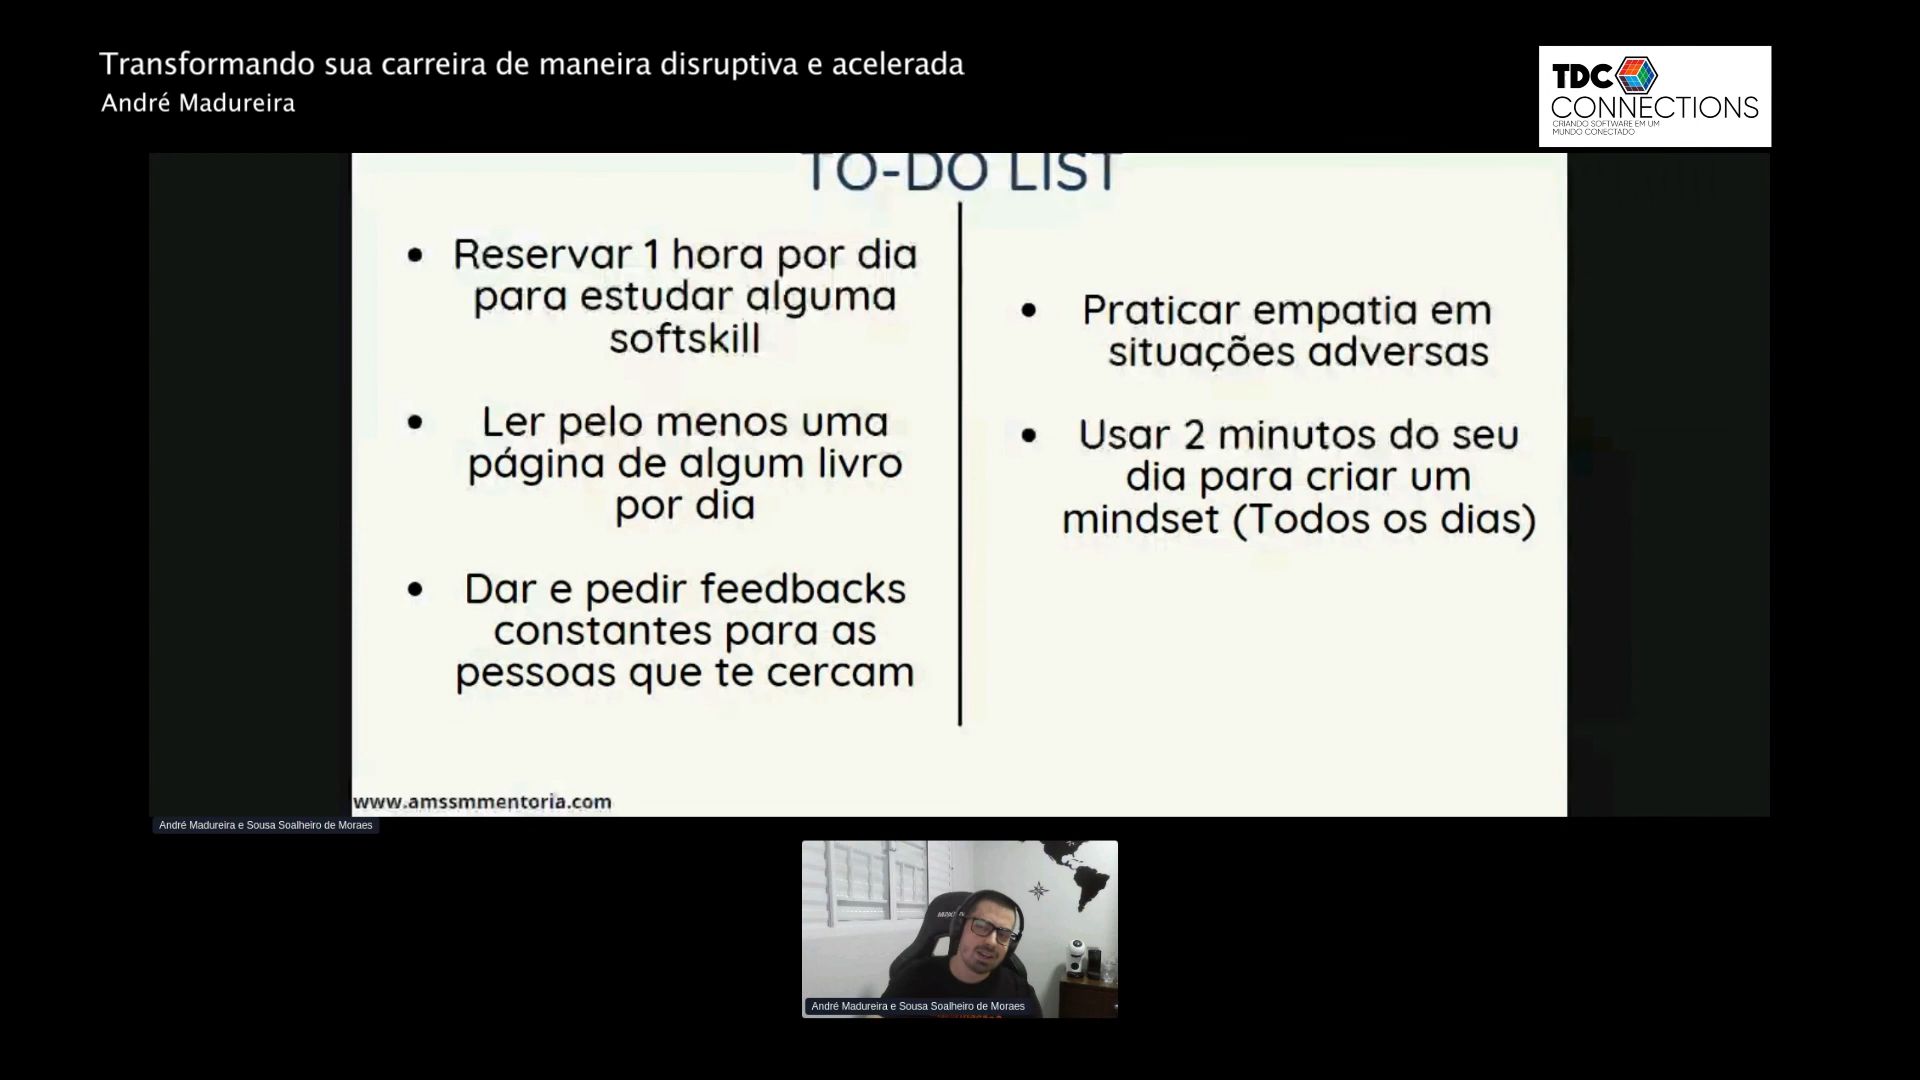 Transformando sua carreira de maneira disruptiva e acelerada
André Madureira
TDC
CONNECTIONS
CRIANDO SOFTWARE EM UM
MUNDO CONECTADO
TO-DO LIST
• Reservar 1 hora por dia
para estudar alguma
softskill
• Ler pelo menos uma
página de algum livro
por dia
• Dar e pedir feedbacks
constantes para as
pessoas que te cercam
• Praticar empatia em
situações adversas
• Usar 2 minutos do seu
dia para criar um
mindset (Todos os dias)
www.amssmmentoria.com
André Madureira e Sousa Soalheiro de Moraes
André Madureira e Sousa Soalheiro de Moraes